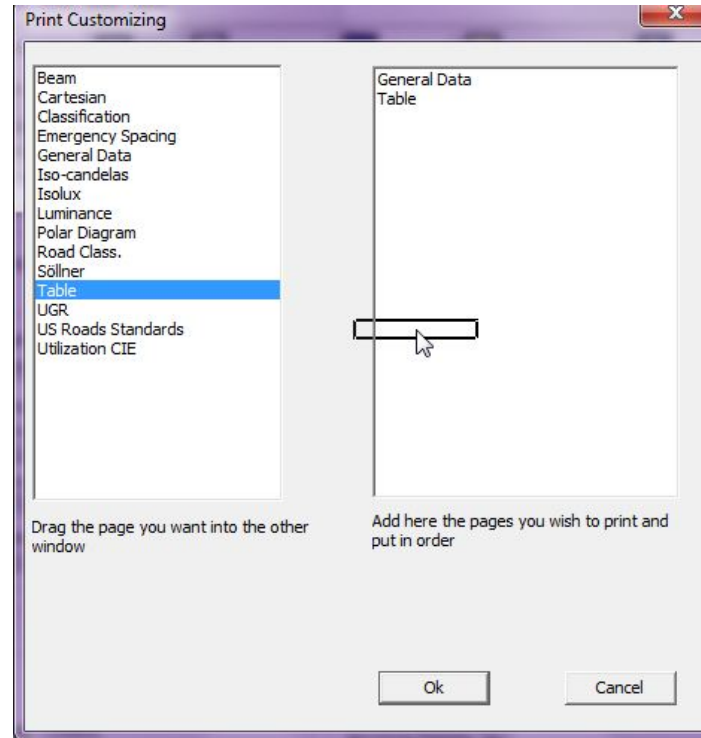 Print Customizing
Beam
Cartesian
Classification
Emergency Spacing
General Data
Iso-candelas
Isolux
Luminance
Polar Diagram
Road Class.
Söllner
Table
UGR
US Roads Standards
Utilization CIE
General Data
Table
Drag the page you want into the other
window
Add here the pages you wish to print and
put in order
Ok
Cancel